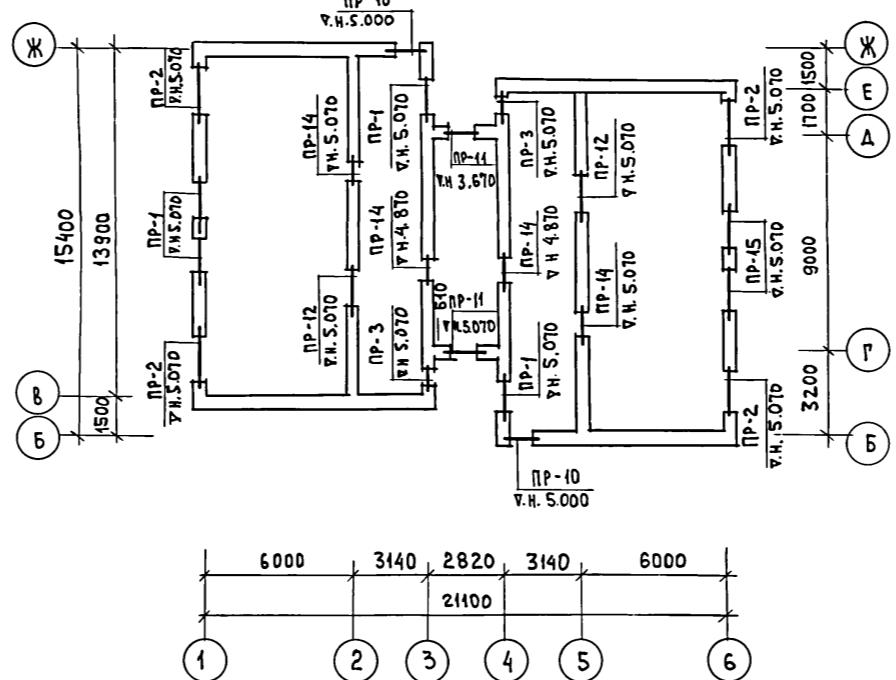 ПР-10
∇.Н.5.000
Ж
Ж
ПР-2
∇.Н.5.070
ПР-14
∇Н.5.070
ПР-1
∇.Н.5.070
ПР-11
∇.Н 3.670
ПР-3
∇.Н.5.070
ПР-12
∇Н.5.070
ПР-2
∇.Н.5.070
1500
Е
1700
Д
15400
13900
ПР-1
∇.Н5.070
ПР-14
∇Н.4.870
ПР-14
∇Н 4.870
ПР-15
∇.Н.5.070
9000
ПР-12
∇.Н.5.070
ПР-3
∇Н 5.070
610
ПР-11
∇.Н.5.070
ПР-14
∇.Н.5.070
ПР-1
∇Н.5.070
Г
ПР-2
∇Н.5.070
ПР-2
∇.Н.5.070
3200
В
1500
Б
Б
ПР-10
∇.Н.5.000
6000
3140
2820
3140
6000
21100
1
2
3
4
5
6